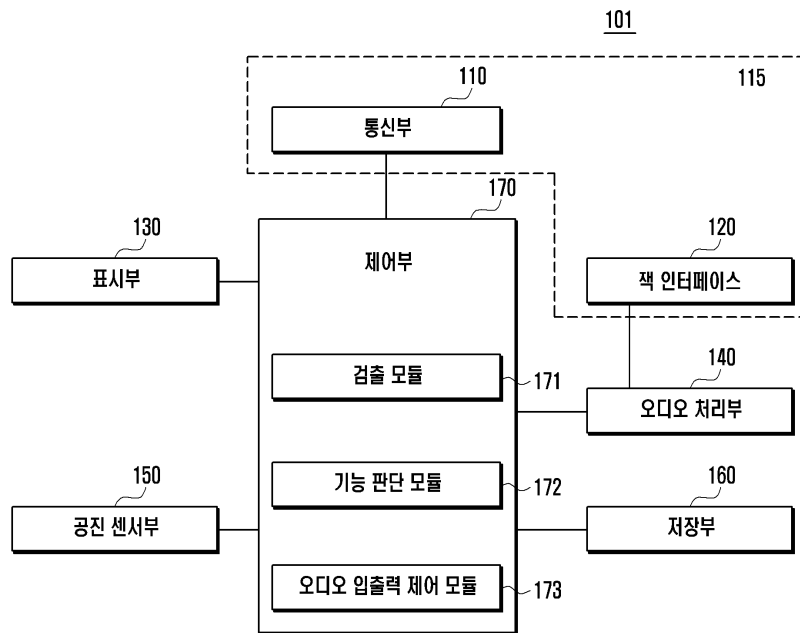 101
115
110
통신부
170
제어부
130
표시부
120
잭 인터페이스
140
오디오 처리부
검출 모듈
171
기능 판단 모듈
172
150
공진 센서부
160
저장부
오디오 입출력 제어 모듈
173